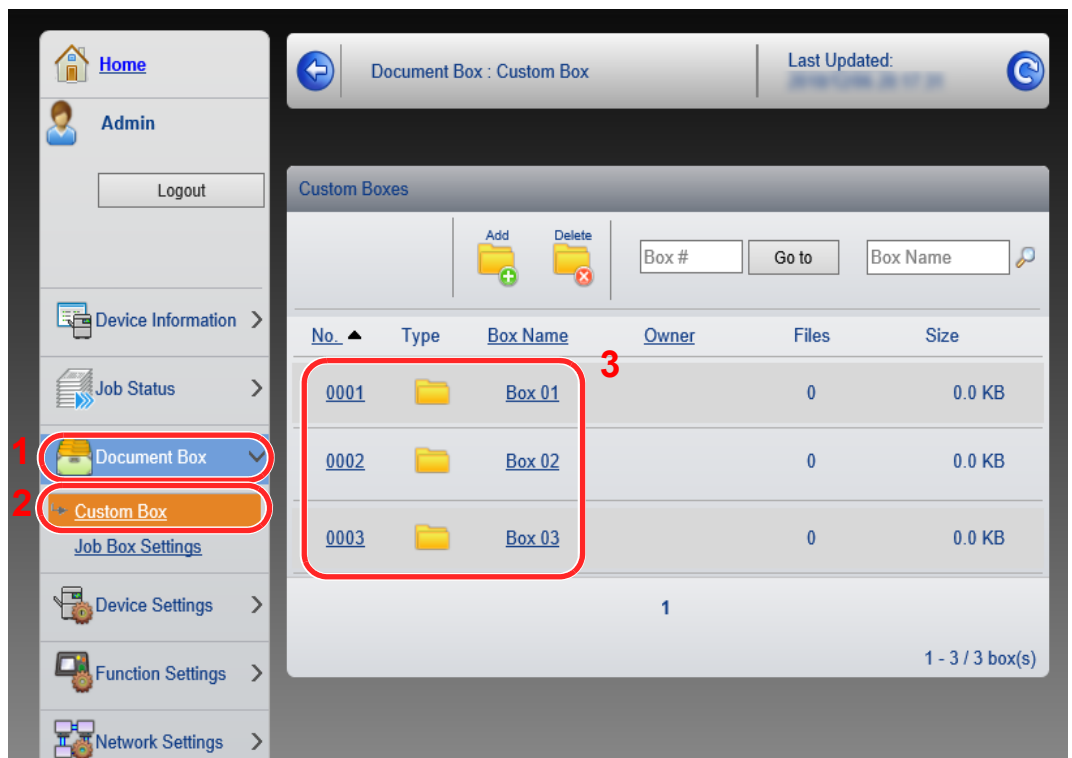 Home
Admin
Logout
Device Information
Job Status
1
Document Box
2
Custom Box
Job Box Settings
Device Settings
Function Settings
Network Settings
Document Box : Custom Box
Last Updated:
Custom Boxes
Add Delete
Box # Go to Box Name
No. Type Box Name Owner Files Size
3
0001 Box 01 0 0.0 KB
0002 Box 02 0 0.0 KB
0003 Box 03 0 0.0 KB
1
1 - 3 / 3 box(s)